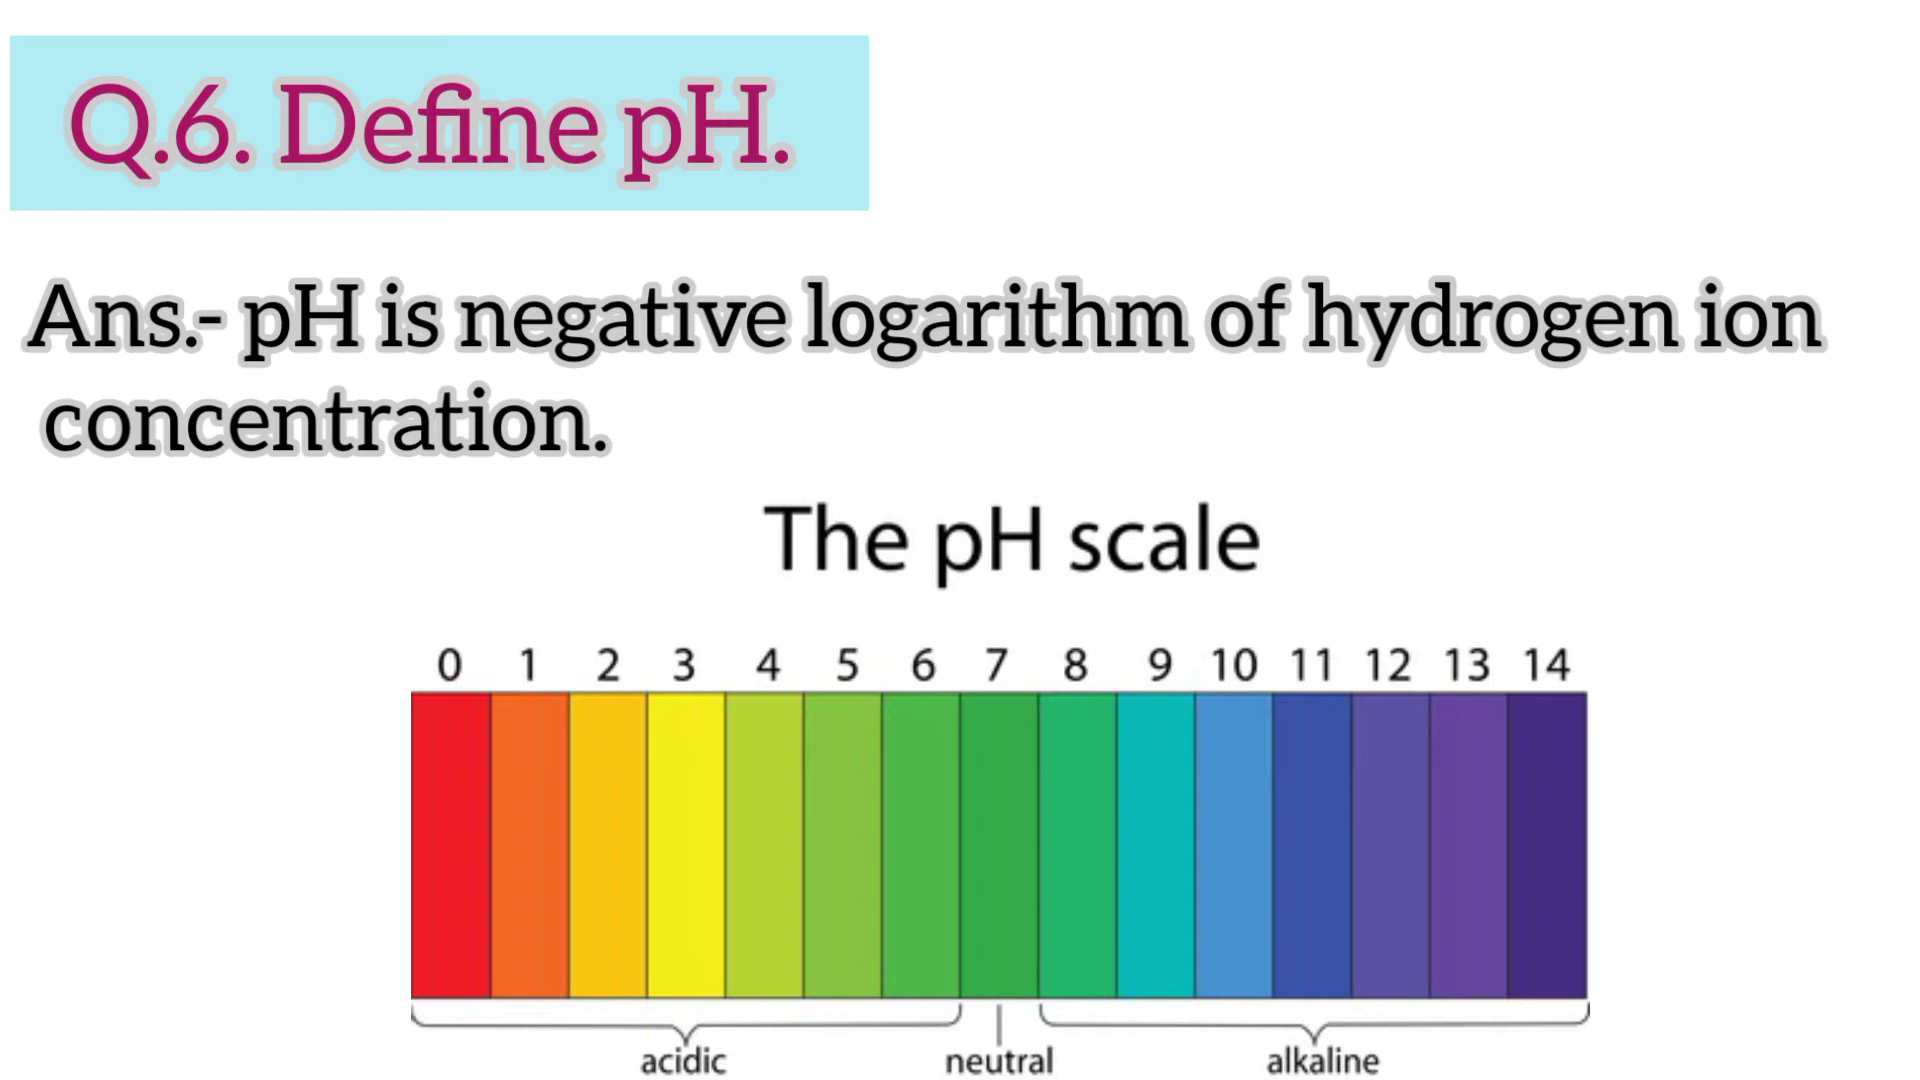 Q.6. Define pH.
Ans.- pH is negative logarithm of hydrogen ion
concentration.
The pH scale
0 1 2 3 4 5 6 7 8 9 10 11 12 13 14
acidic neutral alkaline